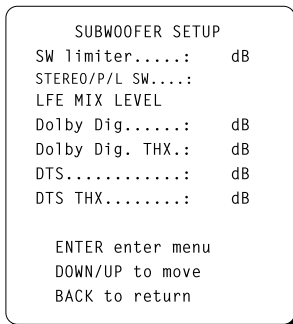 SUBWOOFER SETUP
SW limiter.....: dB
STEREO/P/L SW....:
LFE MIX LEVEL
Dolby Dig......: dB
Dolby Dig. THX.: dB
DTS............: dB
DTS THX........: dB
ENTER enter menu
DOWN/UP to move
BACK to return